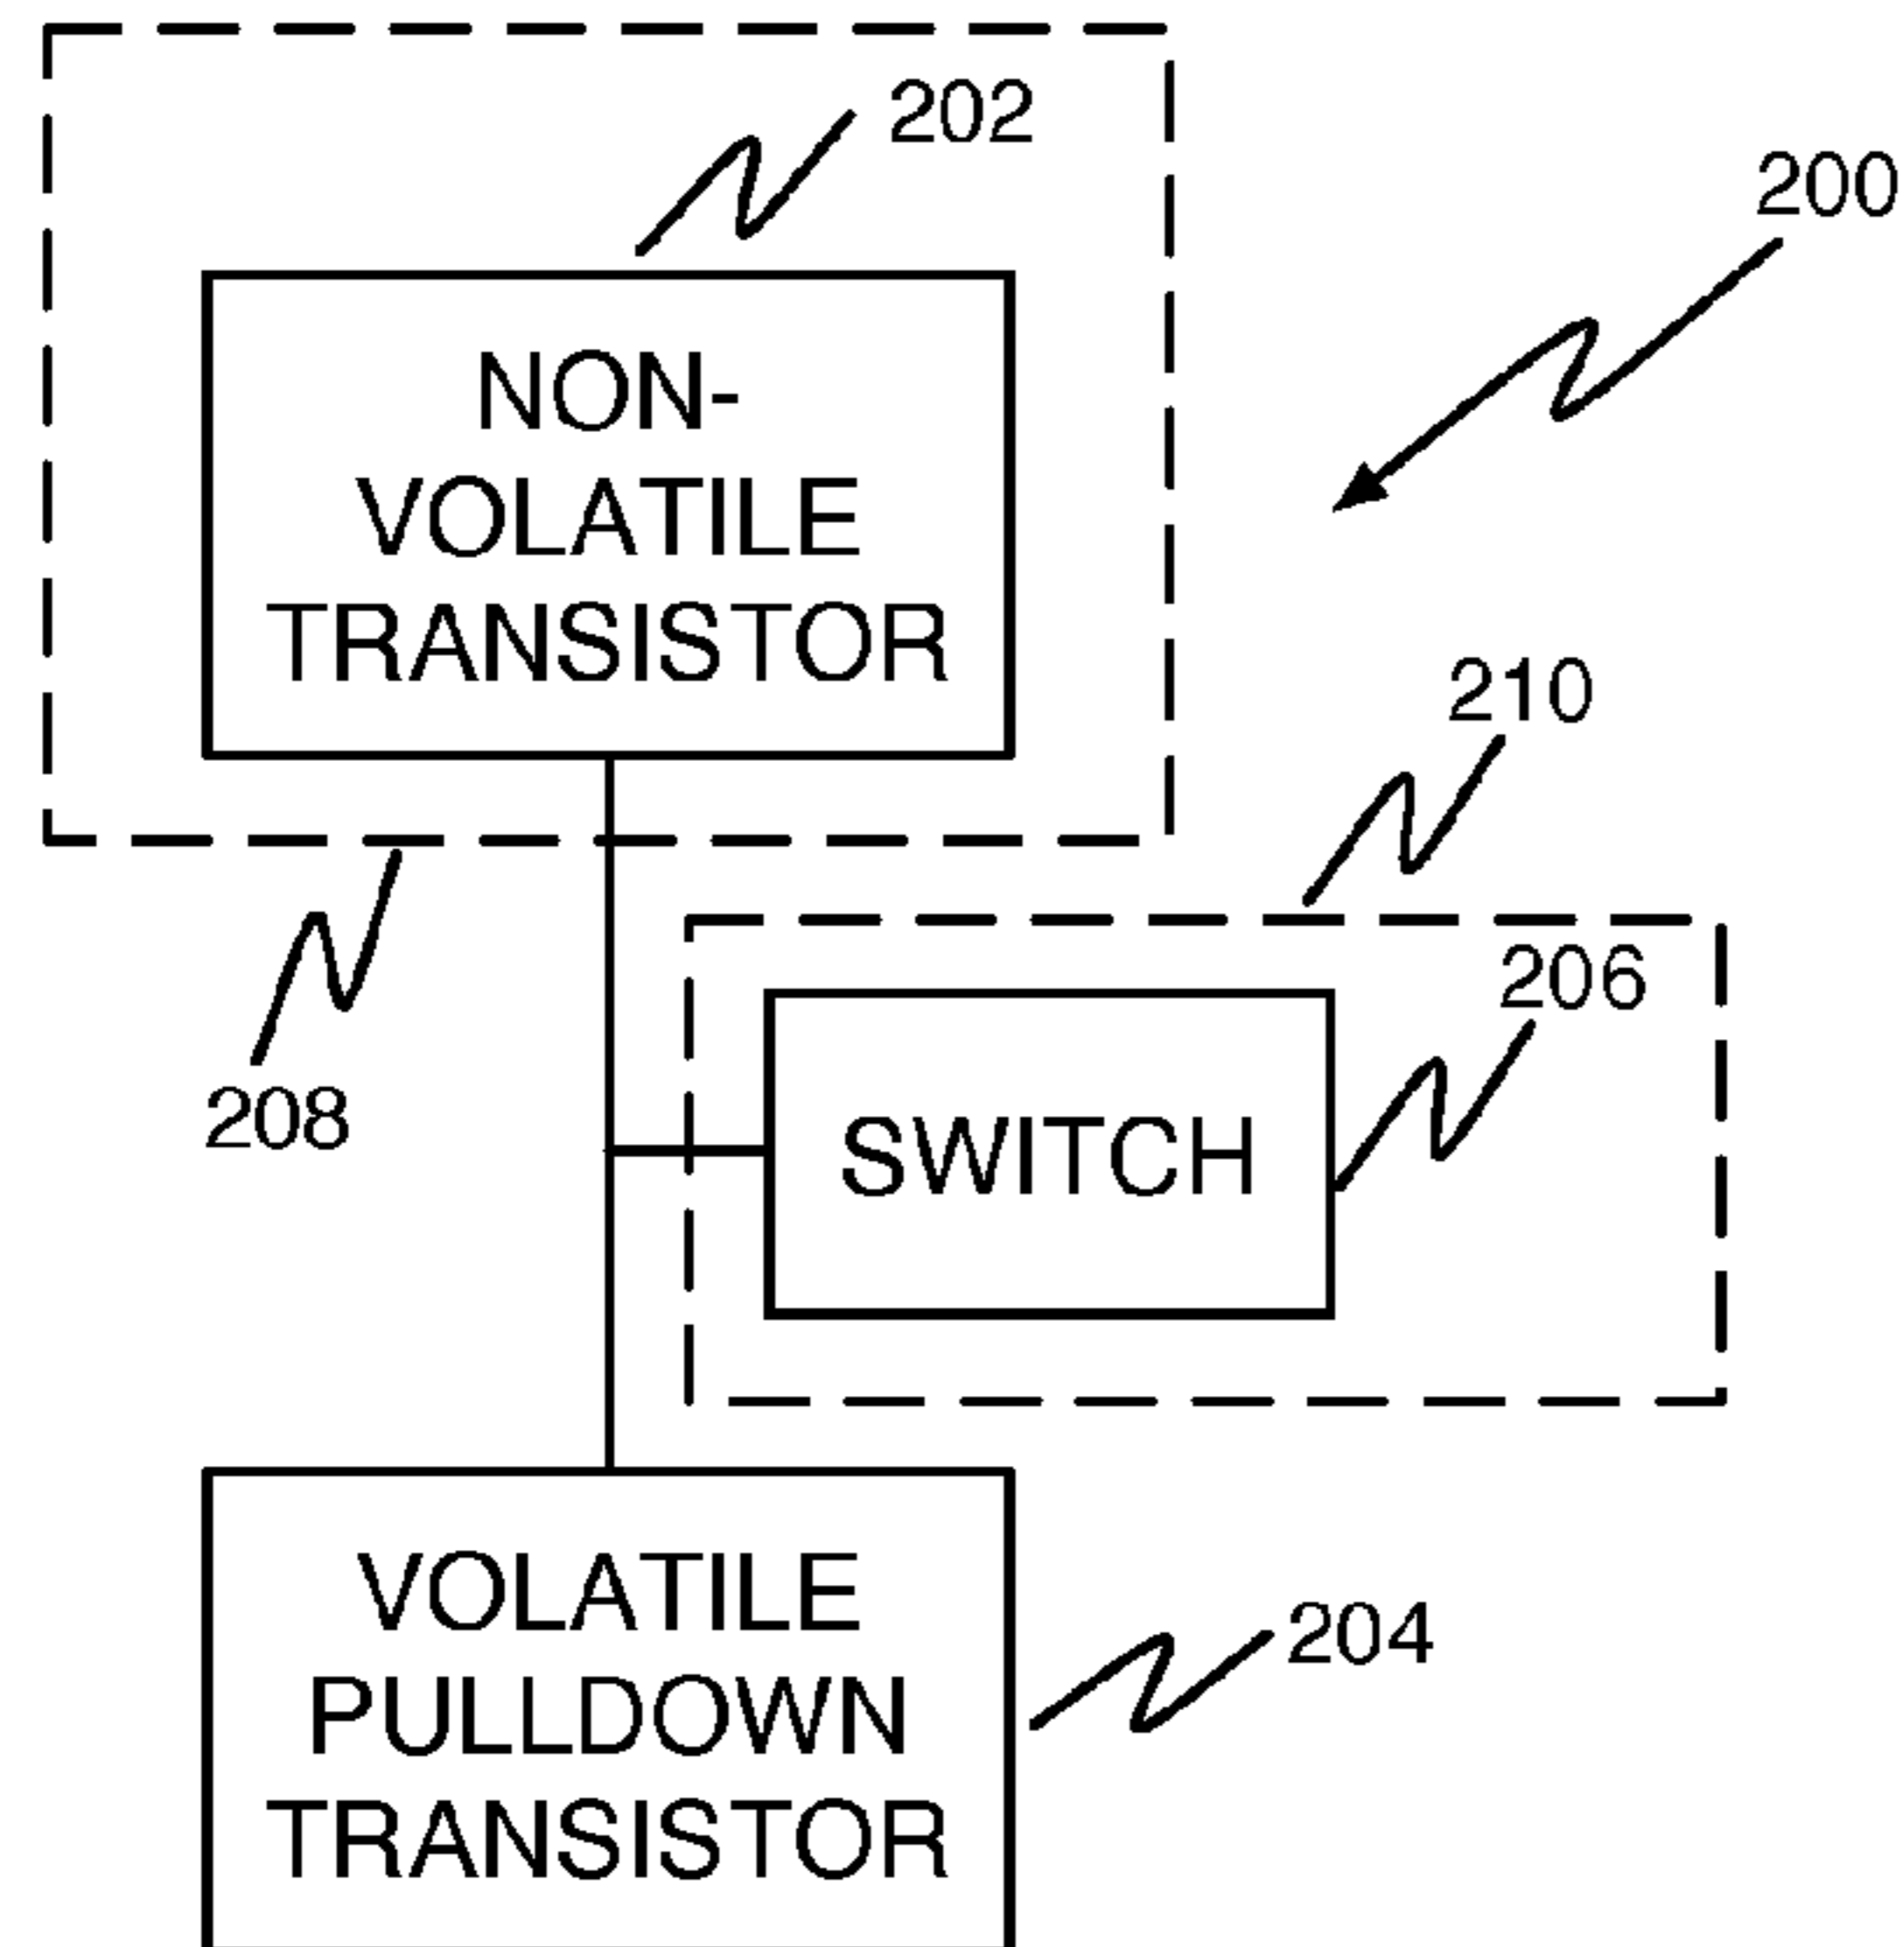 202
200
NON-
VOLATILE
TRANSISTOR
210
206
SWITCH
208
VOLATILE
PULLDOWN
TRANSISTOR
204